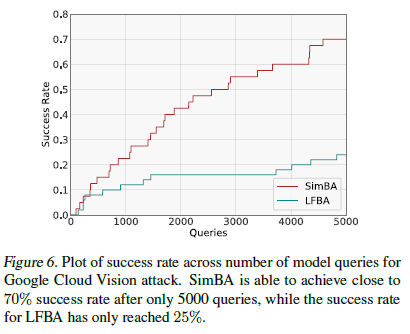 0.8
0.7
0.6
0.5
0.4
0.3
0.2
0.1
0.0
Success Rate
0 1000 2000 3000 4000 5000
Queries
SimBA
LFBA
Figure 6. Plot of success rate across number of model queries for
Google Cloud Vision attack. SimBA is able to achieve close to
70% success rate after only 5000 queries, while the success rate
for LFBA has only reached 25%.